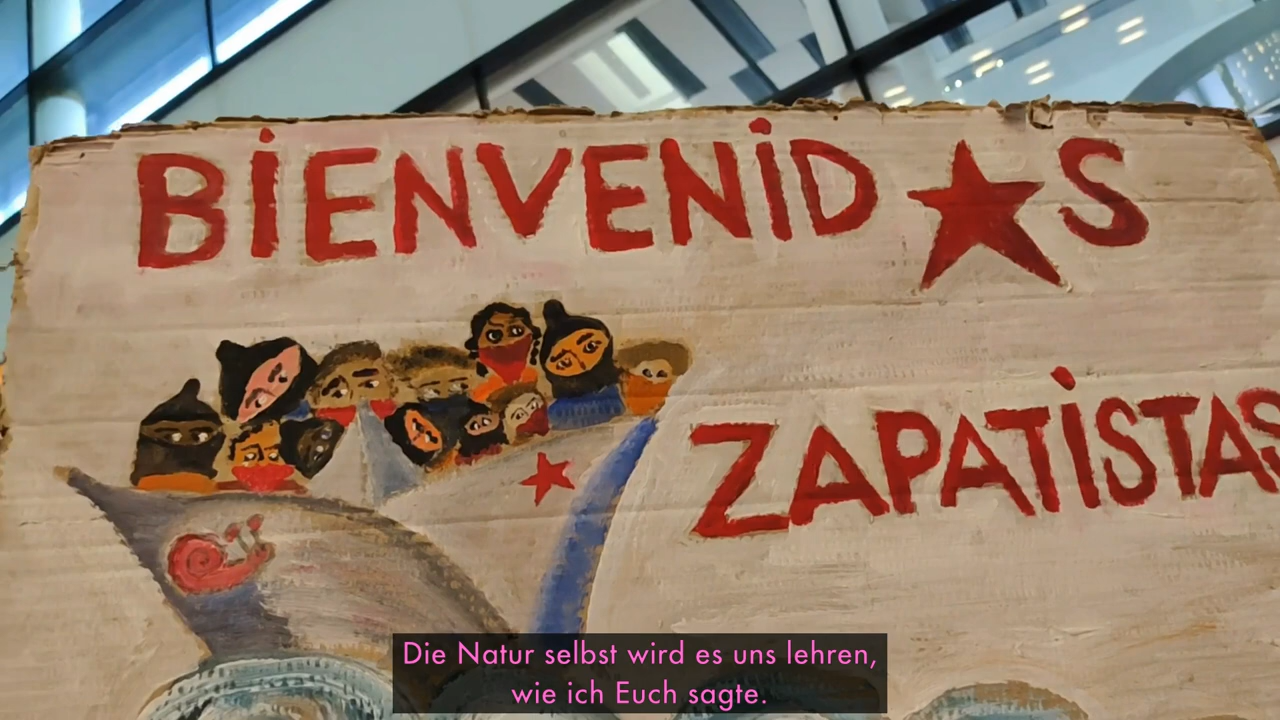 BIENVENID★S
ZAPATISTAS
Die Natur selbst wird es uns lehren,
wie ich Euch sagte.